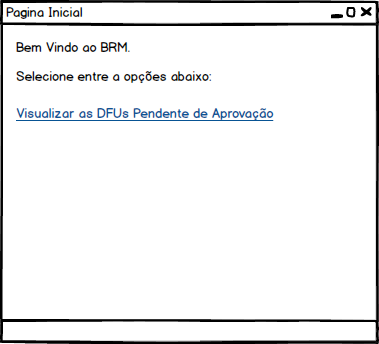 Pagina Inicial
Bem Vindo ao BRM.
Selecione entre a opções abaixo:
Visualizar as DFUs Pendente de Aprovação